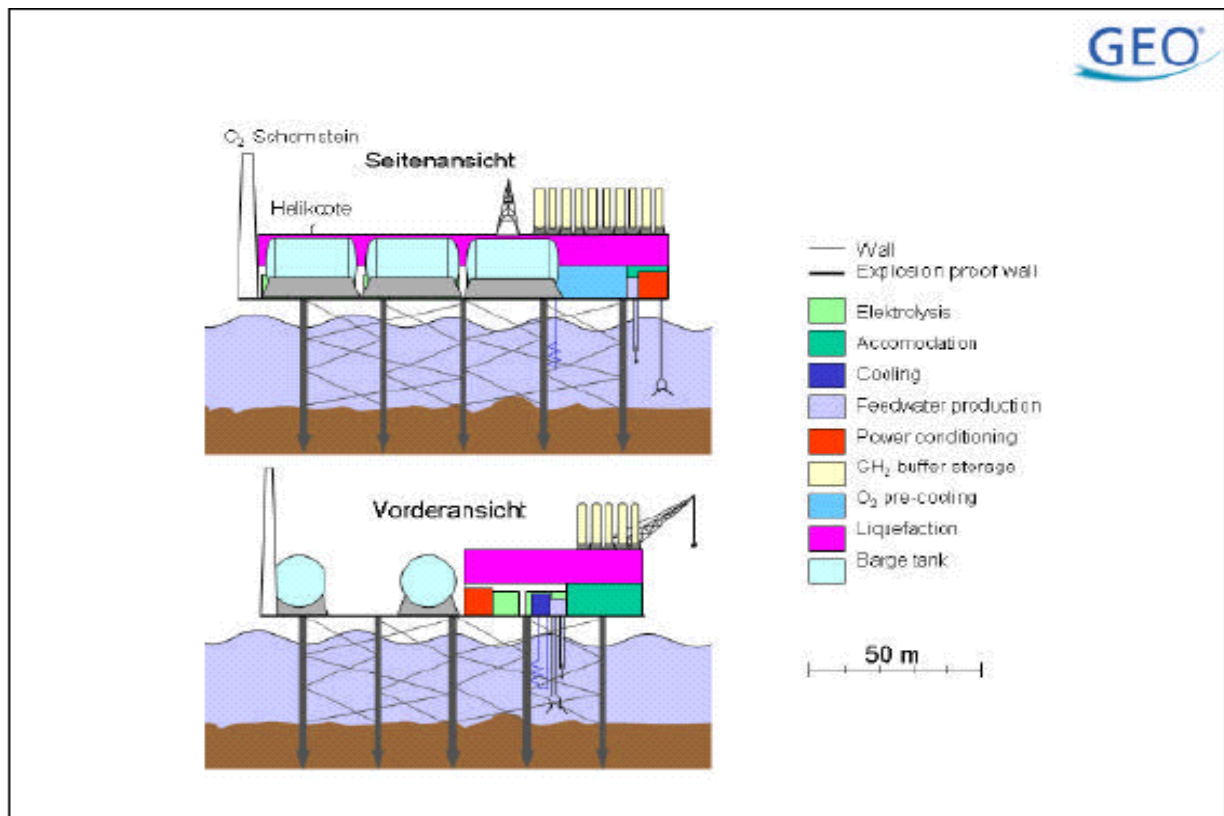 GEO®
O₂ Schornstein
Seitenansicht
Helikopte
Wall
Explosion proof wall
Elektrolysis
Accomodation
Cooling
Feedwater production
Power conditioning
GH₂ buffer storage
O₂ pre-cooling
Liquefaction
Barge tank
Vorderansicht
50 m